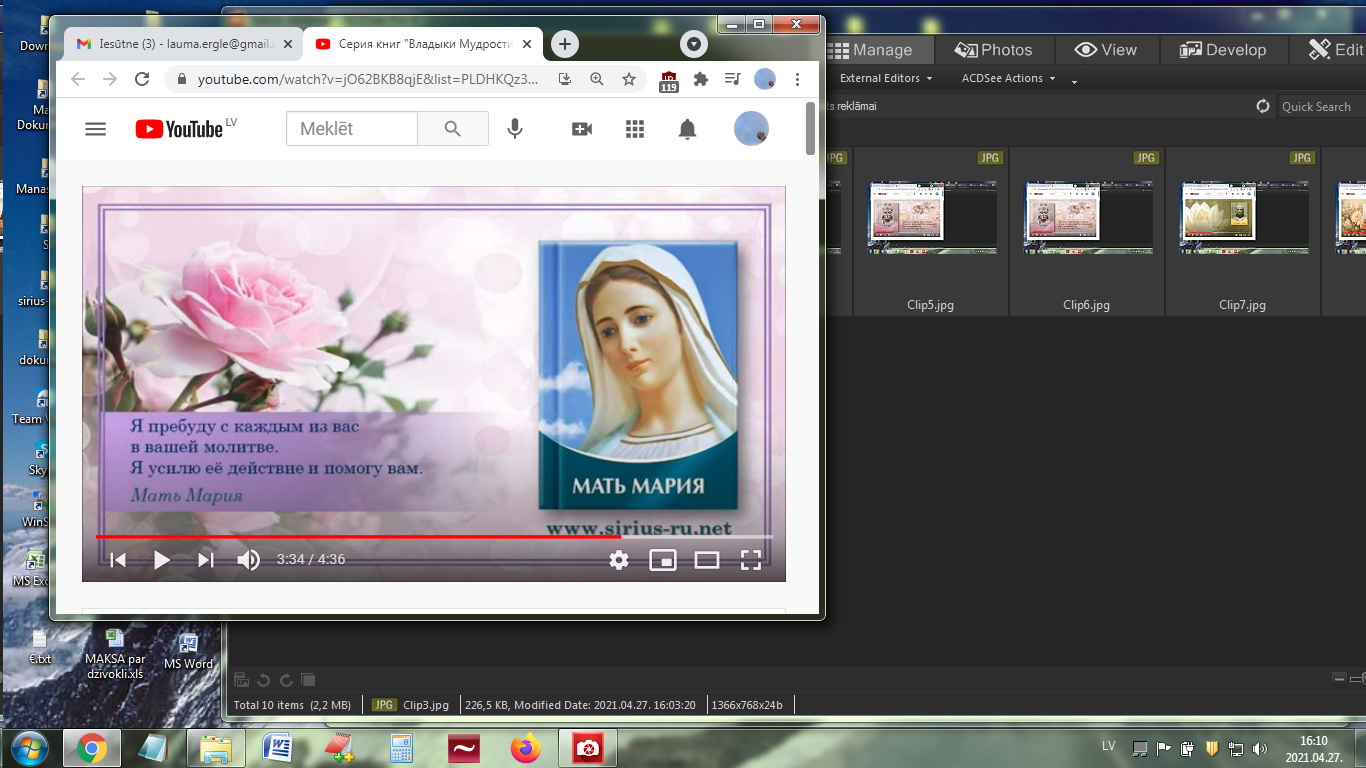 Iesūtne (3) - lauma.ergle@gmail.
Серия книг "Владыки Мудрости
youtube.com/watch?v=jO62BKB8qjE&list=PLDHKQz3...
119
YouTube LV
Meklēt
Я пребуду с каждым из вас
в вашей молитве.
Я усилю её действие и помогу вам.
Мать Мария
МАТЬ МАРИЯ
www.sirius-ru.net
3:34 / 4:36
Manage
Photos
View
Develop
Edit
External Editors
ACDSee Actions
ts reklāmai
Quick Search
JPG
JPG
JPG
Clip5.jpg
Clip6.jpg
Clip7.jpg
Down
Ma
Dokum
Manas
S
sirius-
doku
Team V
Sky
WinS
MS Exc
€.txt
MAKSA par
dzivokli.xls
MS Word
Total 10 items (2,2 MB)
JPG
Clip3.jpg
226,5 KB, Modified Date: 2021.04.27. 16:03:20
1366x768x24b
LV
16:10
2021.04.27.